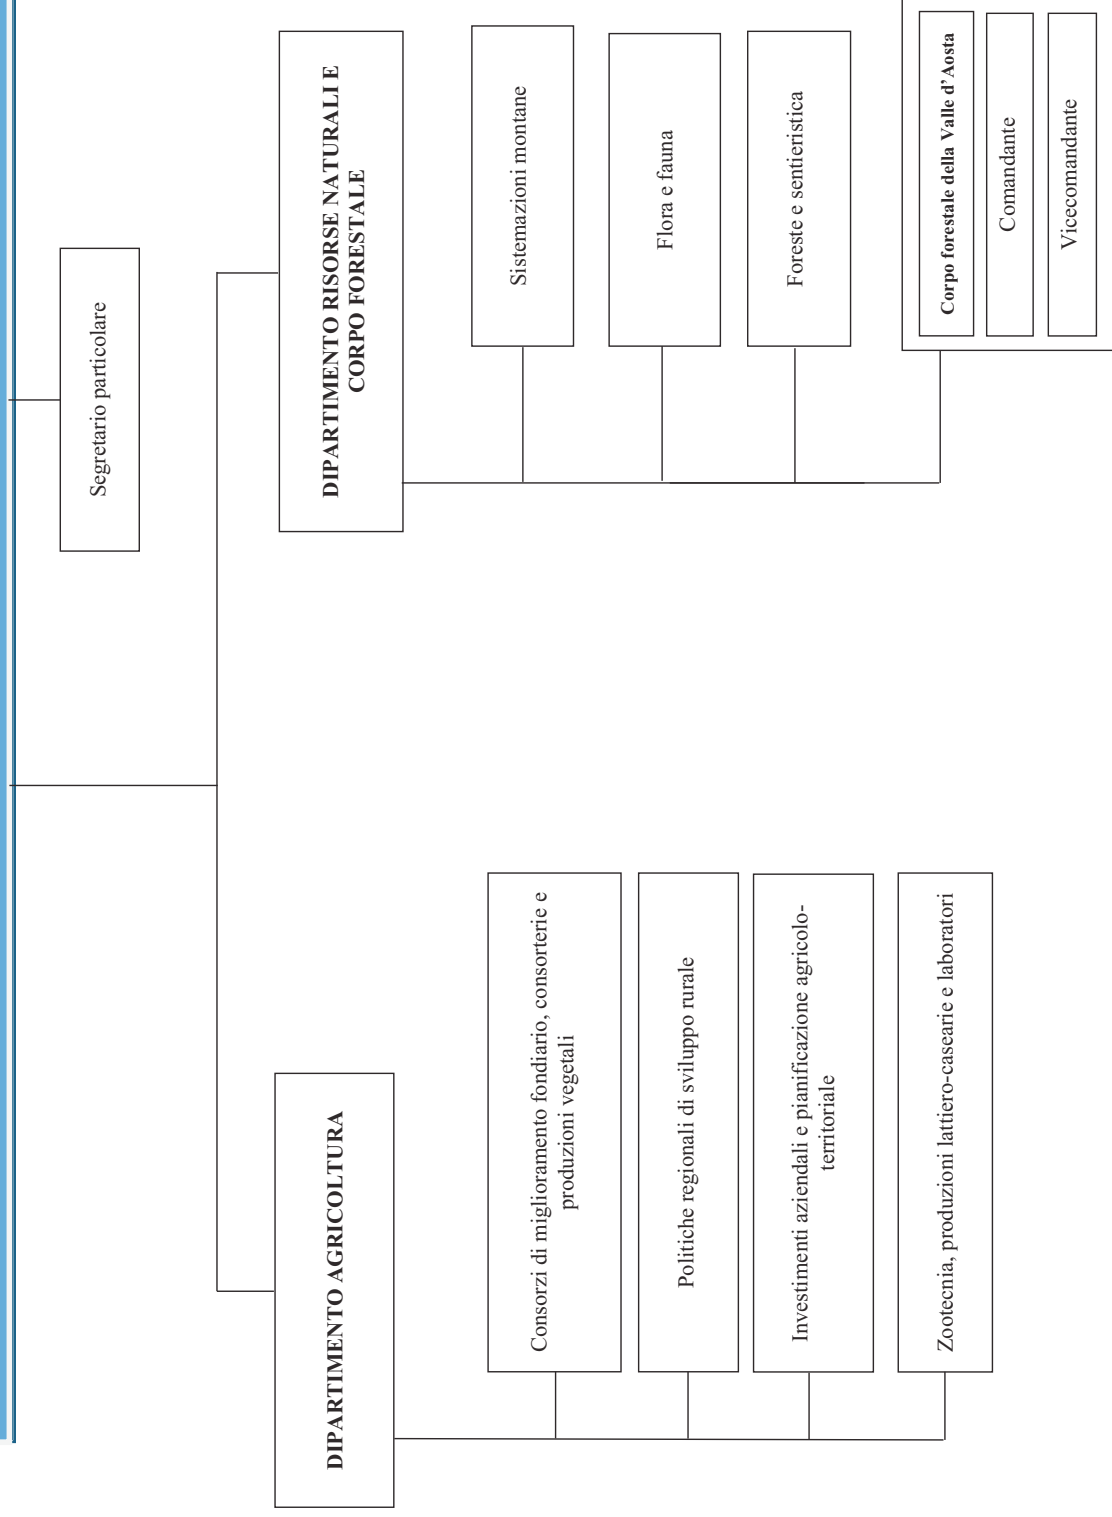 Segretario particolare
DIPARTIMENTO AGRICOLTURA
Consorzi di miglioramento fondiario, consorterie e
produzioni vegetali
Politiche regionali di sviluppo rurale
Investimenti aziendali e pianificazione agricolo-
territoriale
Zootecnia, produzioni lattiero-casearie e laboratori
DIPARTIMENTO RISORSE NATURALI E
CORPO FORESTALE
Sistemazioni montane
Flora e fauna
Foreste e sentieristica
Corpo forestale della Valle d'Aosta
Comandante
Vicecomandante